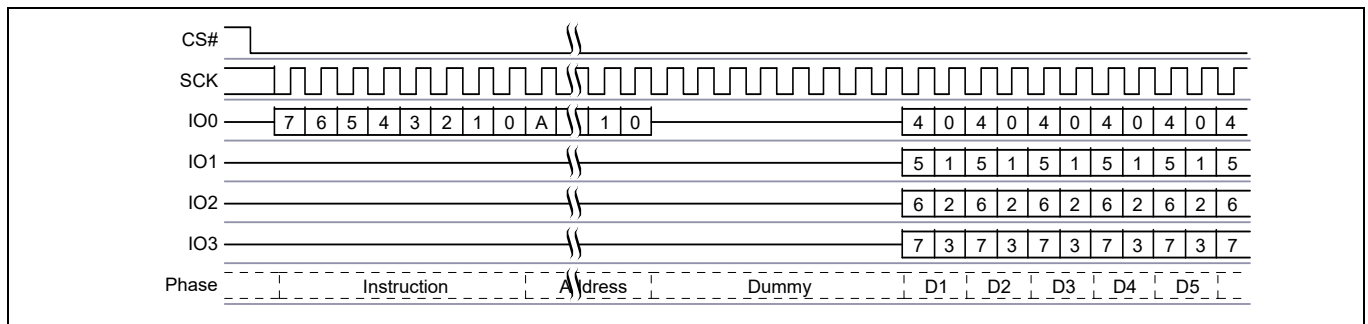 CS#
SCK
IO0 7 6 5 4 3 2 1 0 A 1 0 4 0 4 0 4 0 4 0 4 0 4
IO1 5 1 5 1 5 1 5 1 5 1 5
IO2 6 2 6 2 6 2 6 2 6 2 6
IO3 7 3 7 3 7 3 7 3 7 3 7
Phase Instruction Address Dummy D1 D2 D3 D4 D5